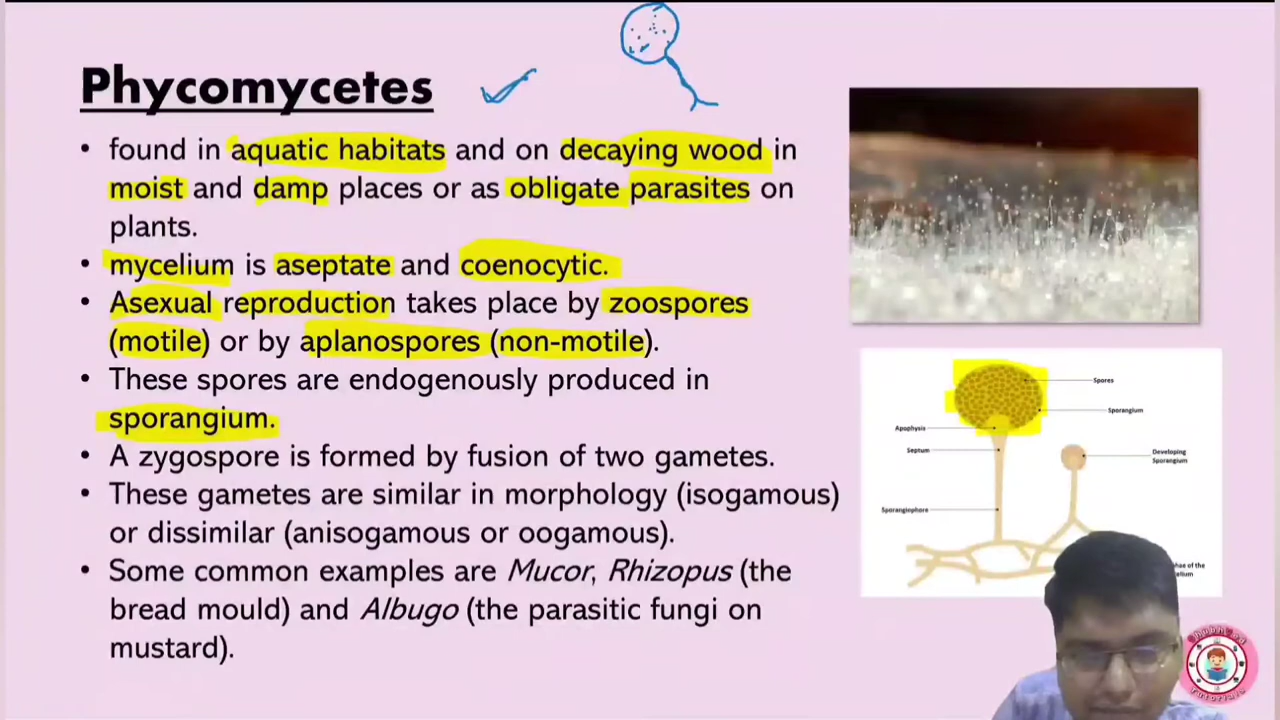 Phycomycetes
• found in aquatic habitats and on decaying wood in
moist and damp places or as obligate parasites on
plants.
• mycelium is aseptate and coenocytic.
• Asexual reproduction takes place by zoospores
(motile) or by aplanospores (non-motile).
• These spores are endogenously produced in
sporangium.
• A zygospore is formed by fusion of two gametes.
• These gametes are similar in morphology (isogamous)
or dissimilar (anisogamous or oogamous).
• Some common examples are Mucor, Rhizopus (the
bread mould) and Albugo (the parasitic fungi on
mustard).
Spores
Sporangium
Apophysis
Septum
Developing
Sporangium
Sporangiophore
of the